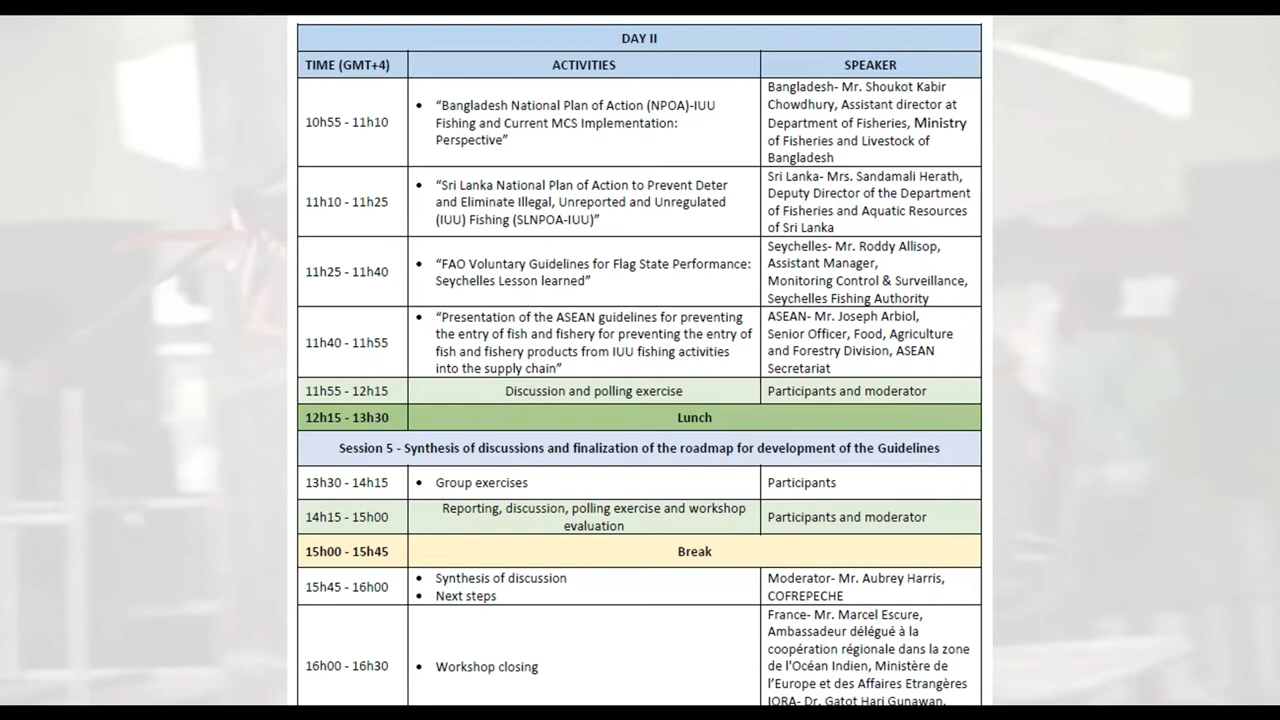 DAY II
TIME (GMT+4) ACTIVITIES SPEAKER
10h55 - 11h10
• “Bangladesh National Plan of Action (NPOA)-IUU
Fishing and Current MCS Implementation:
Perspective”
Bangladesh- Mr. Shoukot Kabir
Chowdhury, Assistant director at
Department of Fisheries, Ministry
of Fisheries and Livestock of
Bangladesh
11h10 - 11h25
• “Sri Lanka National Plan of Action to Prevent Deter
and Eliminate Illegal, Unreported and Unregulated
(IUU) Fishing (SLNPOA-IUU)”
Sri Lanka- Mrs. Sandamali Herath,
Deputy Director of the Department
of Fisheries and Aquatic Resources
of Sri Lanka
11h25 - 11h40
• “FAO Voluntary Guidelines for Flag State Performance:
Seychelles Lesson learned”
Seychelles- Mr. Roddy Allisop,
Assistant Manager,
Monitoring Control & Surveillance,
Seychelles Fishing Authority
11h40 - 11h55
• “Presentation of the ASEAN guidelines for preventing
the entry of fish and fishery for preventing the entry of
fish and fishery products from IUU fishing activities
into the supply chain”
ASEAN- Mr. Joseph Arbiol,
Senior Officer, Food, Agriculture
and Forestry Division, ASEAN
Secretariat
11h55 - 12h15 Discussion and polling exercise Participants and moderator
12h15 - 13h30 Lunch
Session 5 - Synthesis of discussions and finalization of the roadmap for development of the Guidelines
13h30 - 14h15 • Group exercises Participants
14h15 - 15h00
Reporting, discussion, polling exercise and workshop
evaluation
Participants and moderator
15h00 - 15h45 Break
15h45 - 16h00
• Synthesis of discussion
• Next steps
Moderator- Mr. Aubrey Harris,
COFREPECHE
16h00 - 16h30
• Workshop closing
France- Mr. Marcel Escure,
Ambassadeur délégué à la
coopération régionale dans la zone
de l'Océan Indien, Ministère de
l’Europe et des Affaires Etrangères
IORA- Dr. Gatot Hari Gunawan,